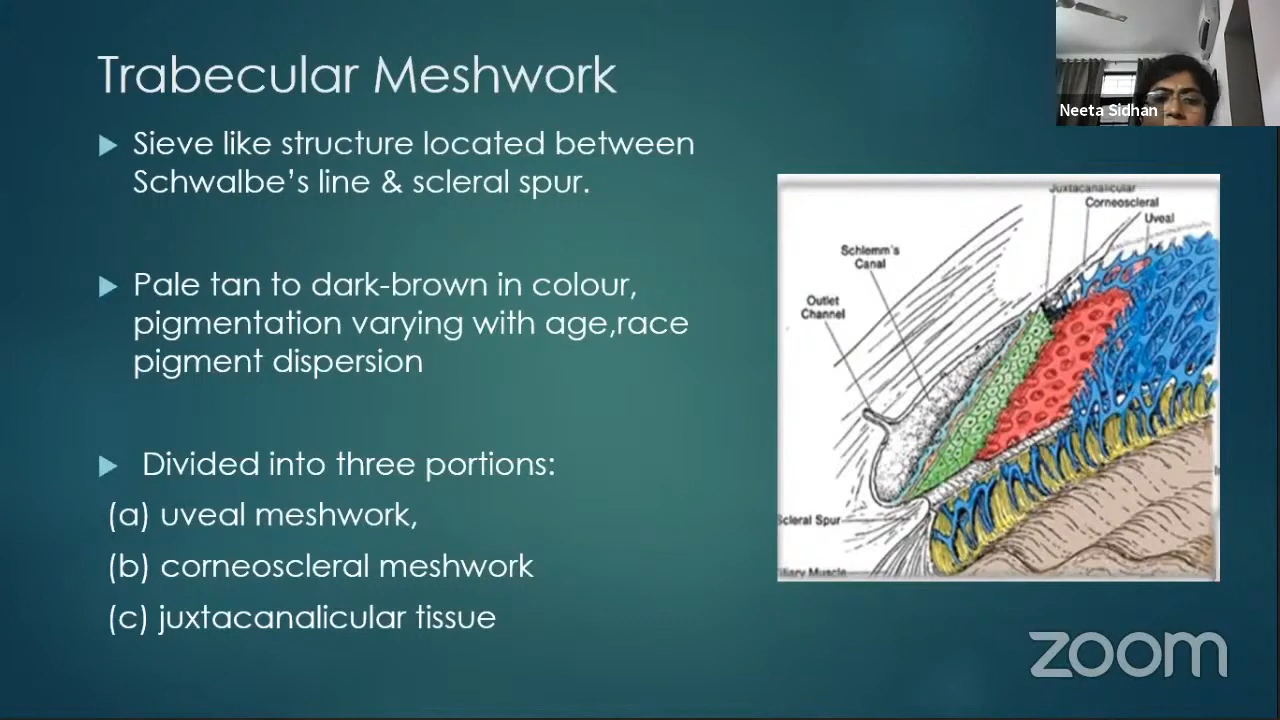 Trabecular Meshwork
Sieve like structure located between
Schwalbe's line & scleral spur.
Pale tan to dark-brown in colour,
pigmentation varying with age,race
pigment dispersion
Divided into three portions:
(a) uveal meshwork,
(b) corneoscleral meshwork
(c) juxtacanalicular tissue
Neeta Sidhan
Juxtacanalicular
Corneoscleral
Uveal
Schlemm's
Canal
Outlet
Channel
Scleral Spur
zoom